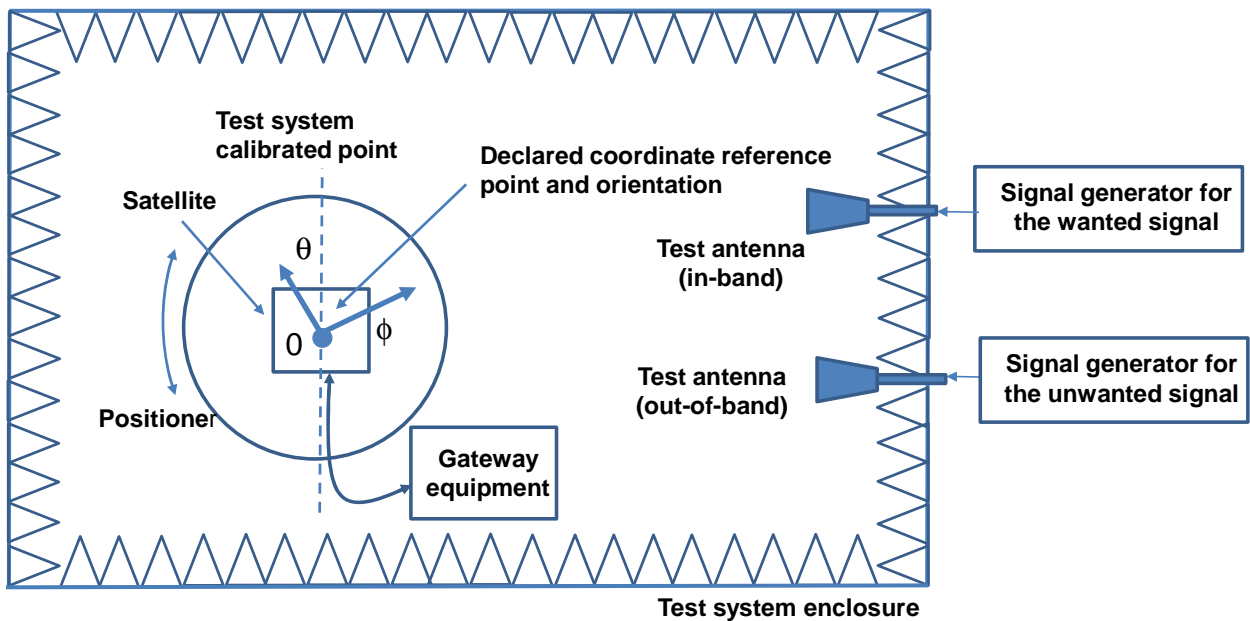 Test system
calibrated point
Declared coordinate reference
point and orientation
Satellite
θ
ϕ
0
Positioner
Gateway
equipment
Test antenna
(in-band)
Signal generator for
the wanted signal
Test antenna
(out-of-band)
Signal generator for
the unwanted signal
Test system enclosure